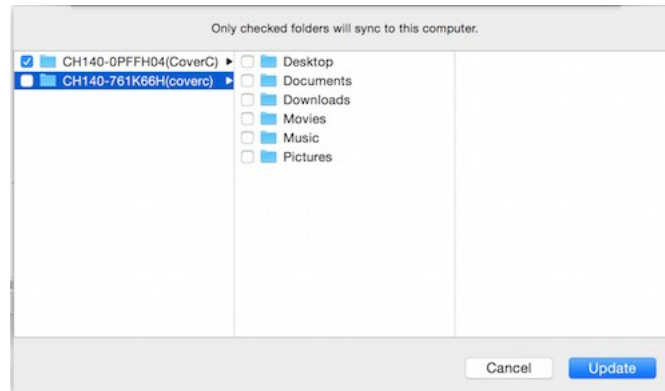 Only checked folders will sync to this computer.
CH140-0PFFH04(CoverC)
CH140-761K66H(coverc)
Desktop
Documents
Downloads
Movies
Music
Pictures
Cancel
Update